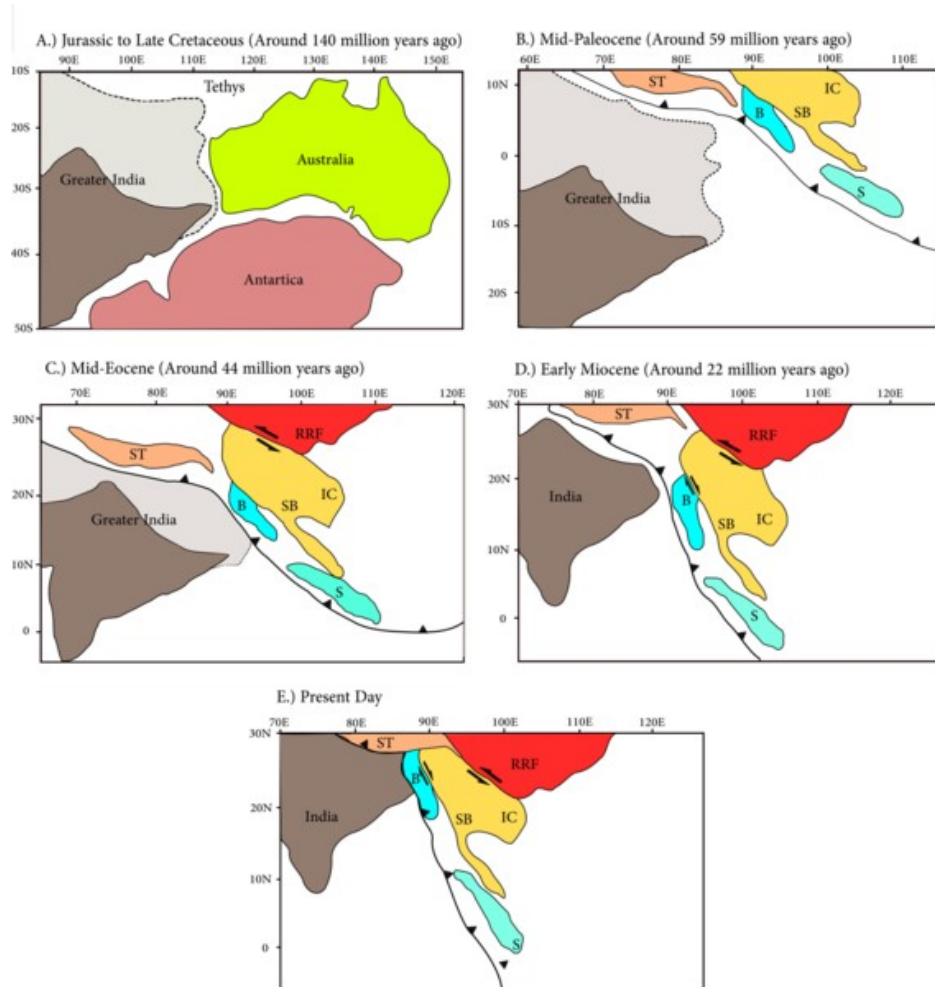 A.) Jurassic to Late Cretaceous (Around 140 million years ago)
90E 100E 110E 120E 130E 140E 150E
10S
20S
30S
40S
50S
Tethys
Greater India
Australia
Antartica
B.) Mid-Paleocene (Around 59 million years ago)
60E 70E 80E 90E 100E 110E
10N
0
10S
20S
ST
IC
B
SB
S
Greater India
C.) Mid-Eocene (Around 44 million years ago)
70E 80E 90E 100E 110E 120E
30N
20N
10N
0
RRF
ST
IC
B
SB
Greater India
S
D.) Early Miocene (Around 22 million years ago)
70E 80E 90E 100E 110E
30N
20N
10N
0
ST
RRF
India
B
SB
IC
S
E.) Present Day
70E 80E 90E 100E 110E 120E
30N
20N
10N
0
ST
RRF
B
India
SB
IC
S